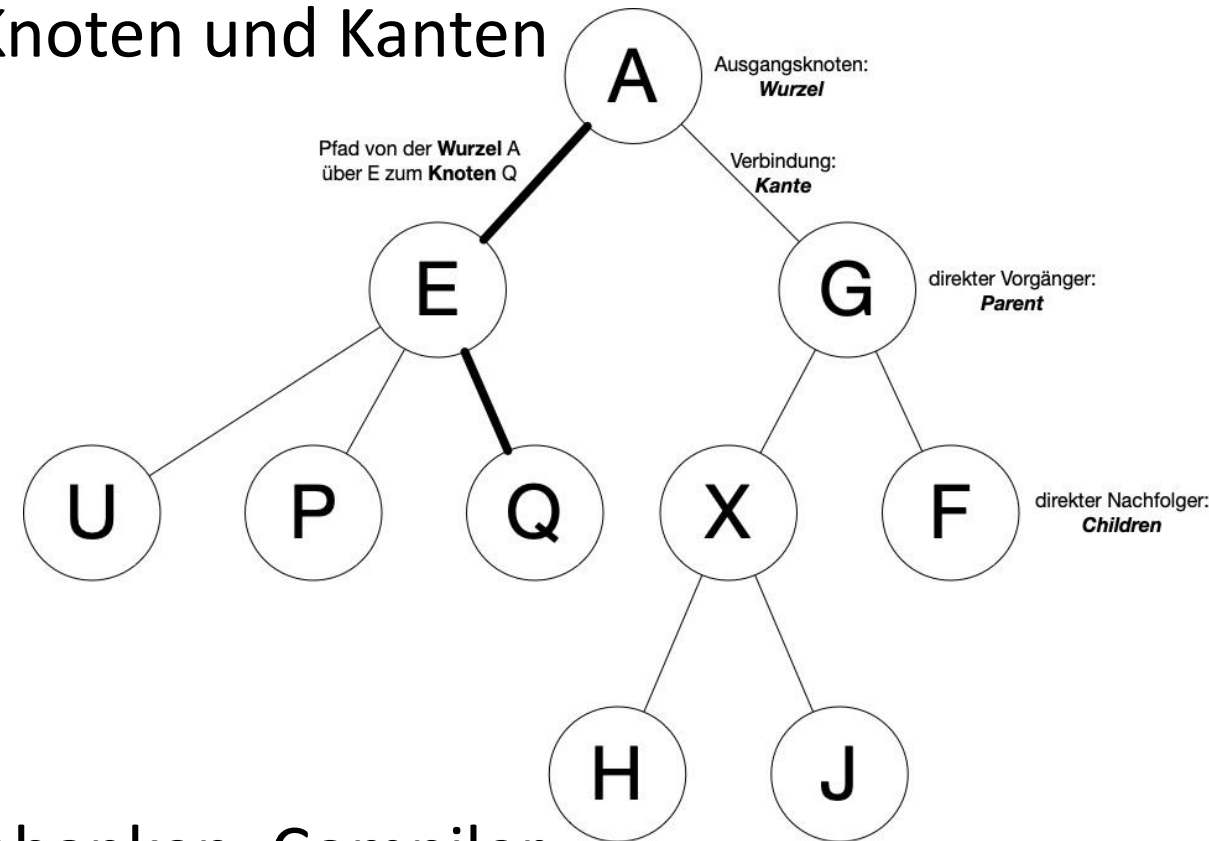 Knoten und Kanten
A
Ausgangsknoten:
Wurzel
Pfad von der Wurzel A
über E zum Knoten Q
Verbindung:
Kante
E
G
direkter Vorgänger:
Parent
U
P
Q
X
F
direkter Nachfolger:
Children
H
J